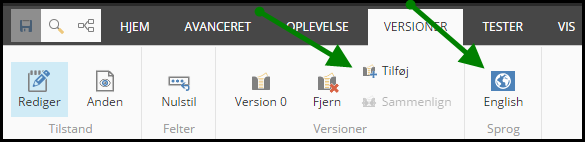 HJEM AVANCERET OPLEVELSE VERSIONER TESTER VIS
Tilføj
Sammenlign
Rediger Anden Nulstil Version 0 Fjern English
Tilstand Felter Versioner Sprog